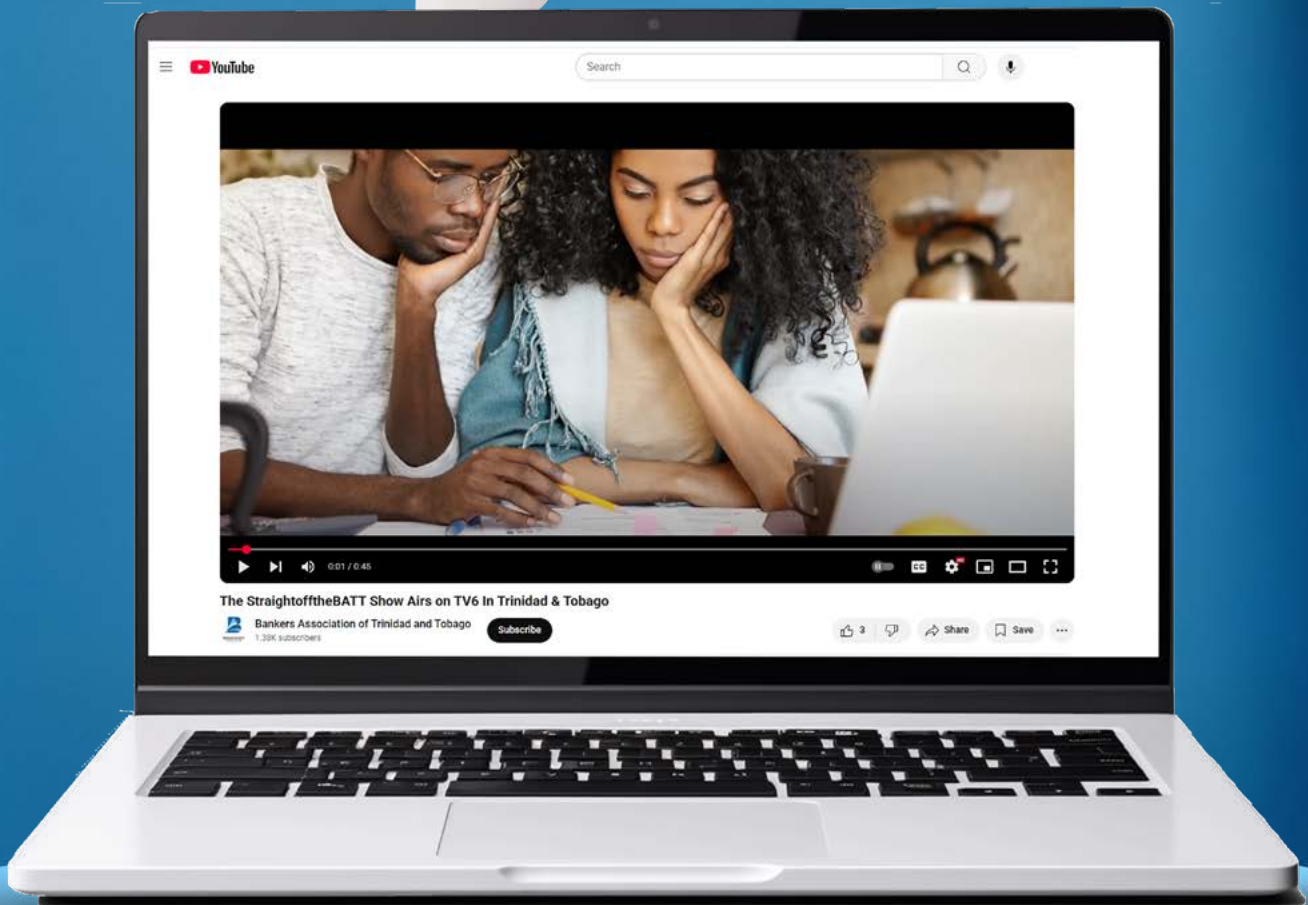 YouTube
Search
0:01 / 0:45
CC
The StraightofftheBATT Show Airs on TV6 In Trinidad & Tobago
Bankers Association of Trinidad and Tobago
1.38K subscribers
Subscribe
3
Share
Save